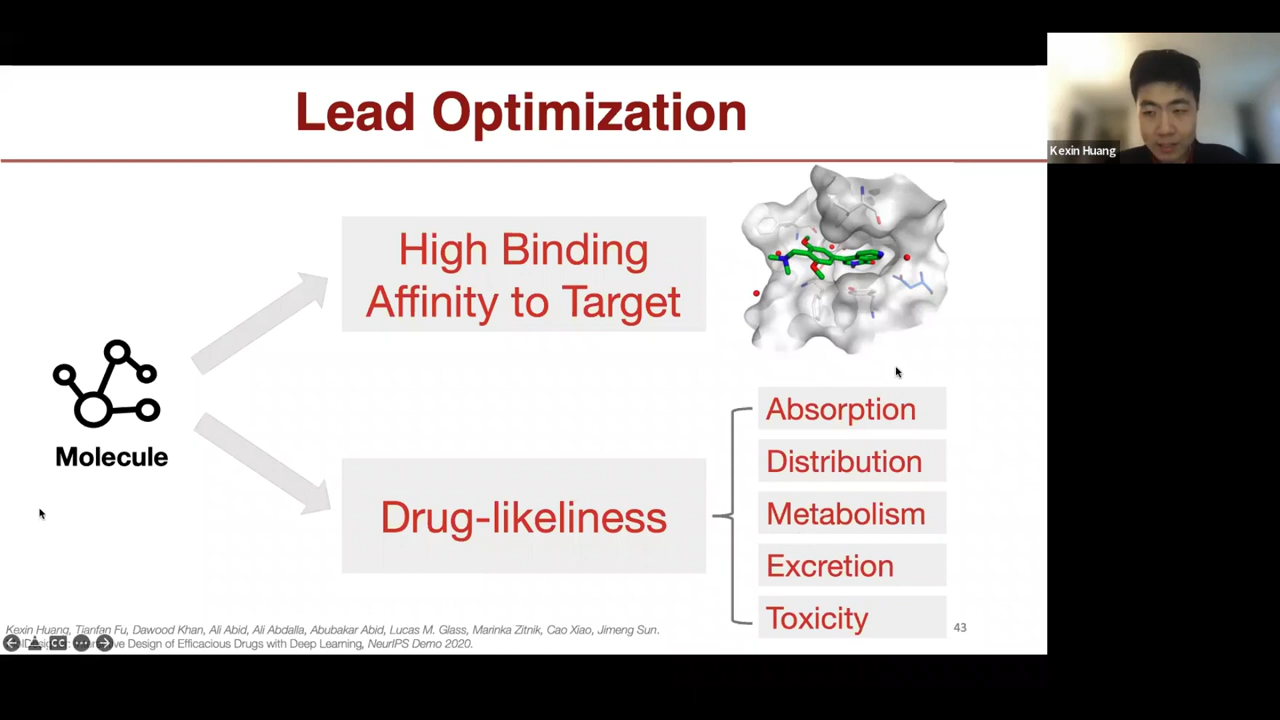 Lead Optimization
Kexin Huang
High Binding
Affinity to Target
Molecule
Drug-likeliness
Absorption
Distribution
Metabolism
Excretion
Toxicity
Kexin Huang, Tianfan Fu, Dawood Khan, Ali Abid, Ali Abdalla, Abubakar Abid, Lucas M. Glass, Marinka Zitnik, Cao Xiao, Jimeng Sun.
Design of Efficacious Drugs with Deep Learning, NeurIPS Demo 2020.
CC
43